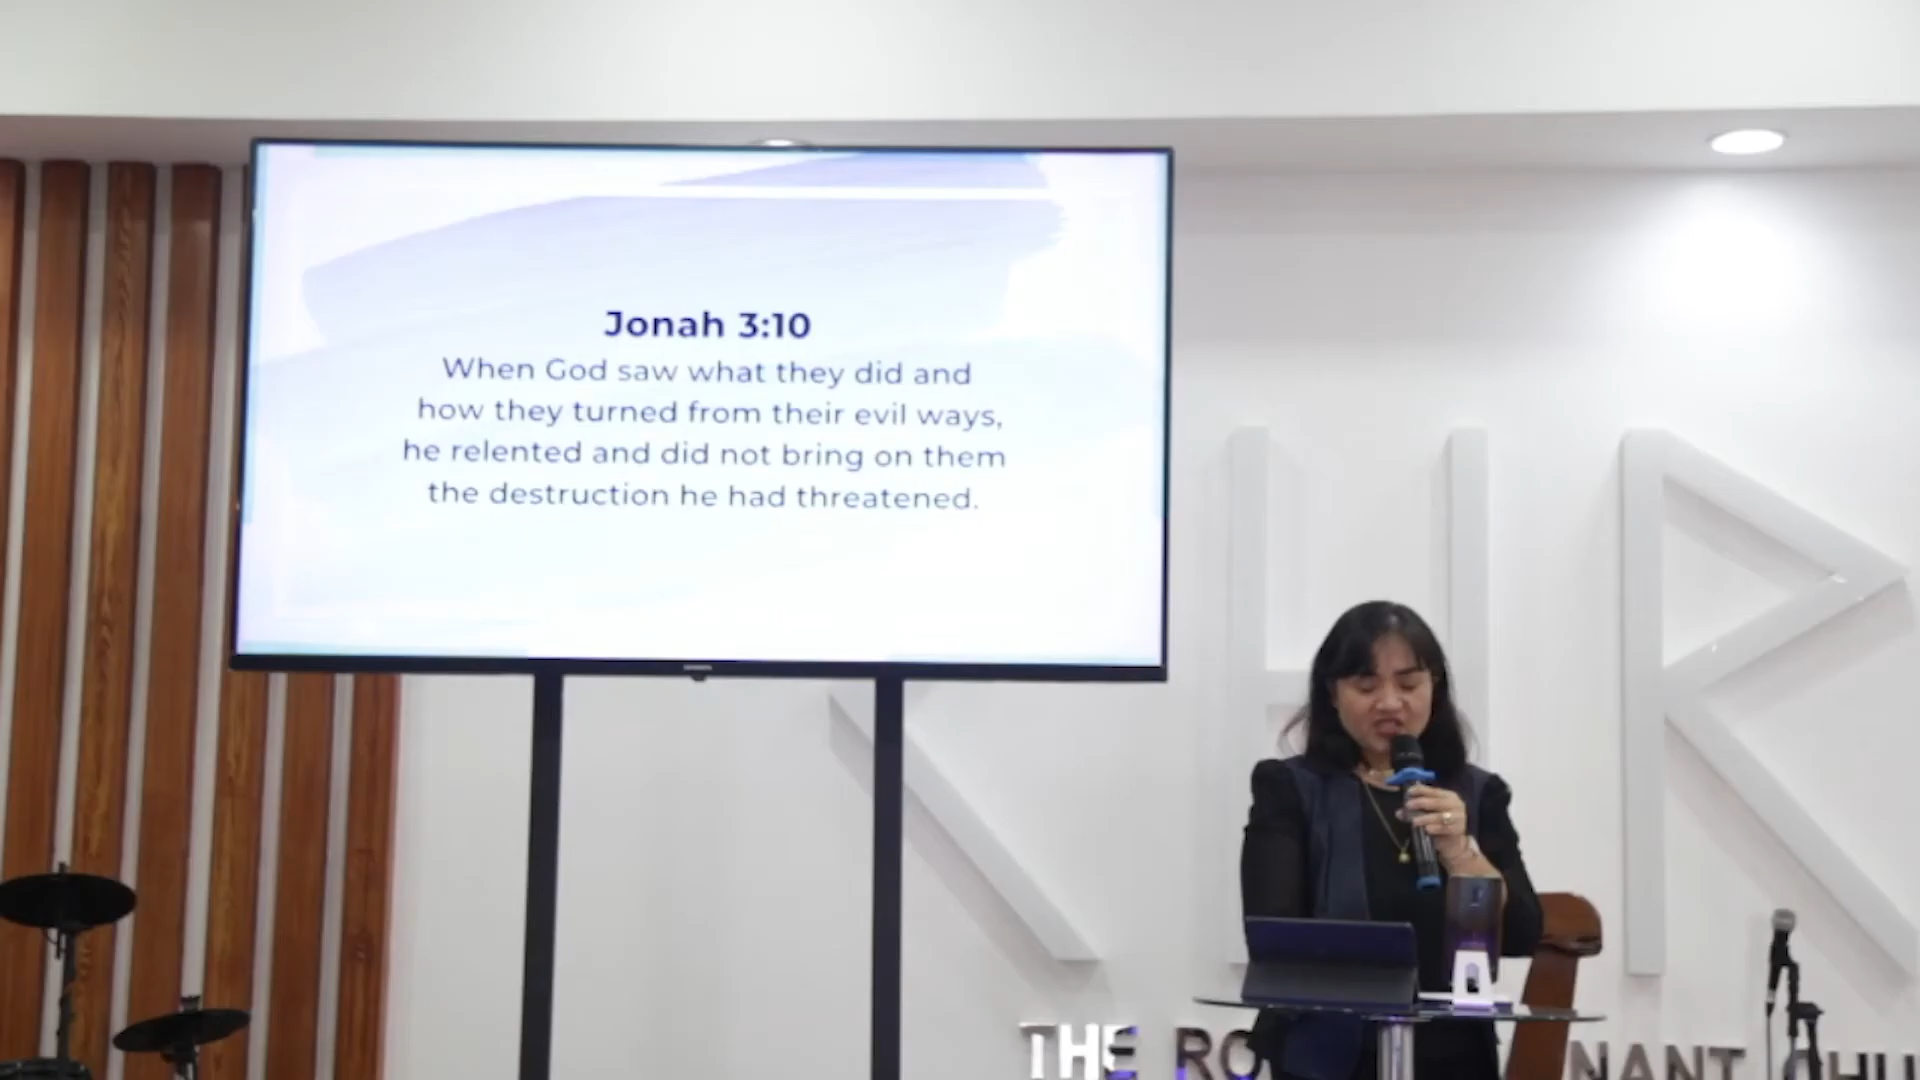 Jonah 3:10
When God saw what they did and
how they turned from their evil ways,
he relented and did not bring on them
the destruction he had threatened.
HR
THE